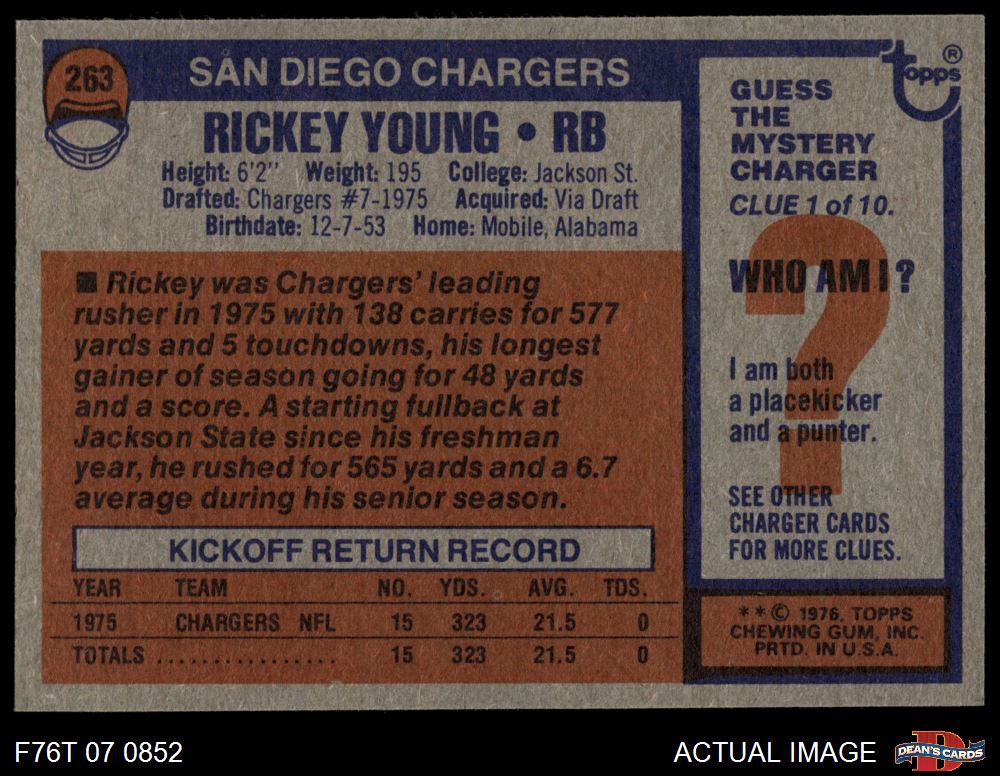 263
SAN DIEGO CHARGERS
RICKEY YOUNG • RB
Height: 6'2" Weight: 195 College: Jackson St.
Drafted: Chargers #7-1975 Acquired: Via Draft
Birthdate: 12-7-53 Home: Mobile, Alabama
■ Rickey was Chargers' leading
rusher in 1975 with 138 carries for 577
yards and 5 touchdowns, his longest
gainer of season going for 48 yards
and a score. A starting fullback at
Jackson State since his freshman
year, he rushed for 565 yards and a 6.7
average during his senior season.
KICKOFF RETURN RECORD
YEAR TEAM NO. YDS. AVG. TDS.
1975 CHARGERS NFL 15 323 21.5 0
TOTALS ................ 15 323 21.5 0
topps ®
GUESS
THE
MYSTERY
CHARGER
CLUE 1 of 10.
?
WHO AM I?
I am both
a placekicker
and a punter.
SEE OTHER
CHARGER CARDS
FOR MORE CLUES.
** © 1976, TOPPS
CHEWING GUM, INC.
PRTD. IN U.S.A.
F76T 07 0852
ACTUAL IMAGE
DEAN'S CARDS